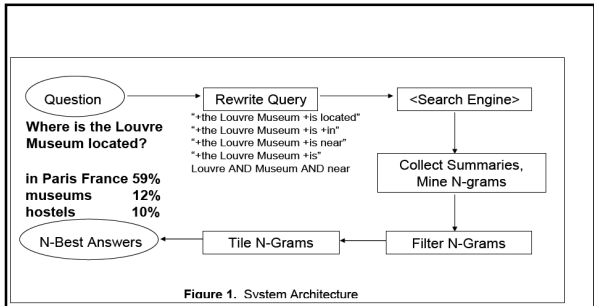 Question
Rewrite Query
<Search Engine>
Where is the Louvre
Museum located?
"+the Louvre Museum +is located"
"+the Louvre Museum +is +in"
"+the Louvre Museum +is near"
"+the Louvre Museum +is"
Louvre AND Museum AND near
Collect Summaries,
Mine N-grams
in Paris France 59%
museums 12%
hostels 10%
N-Best Answers
Tile N-Grams
Filter N-Grams
Figure 1. System Architecture